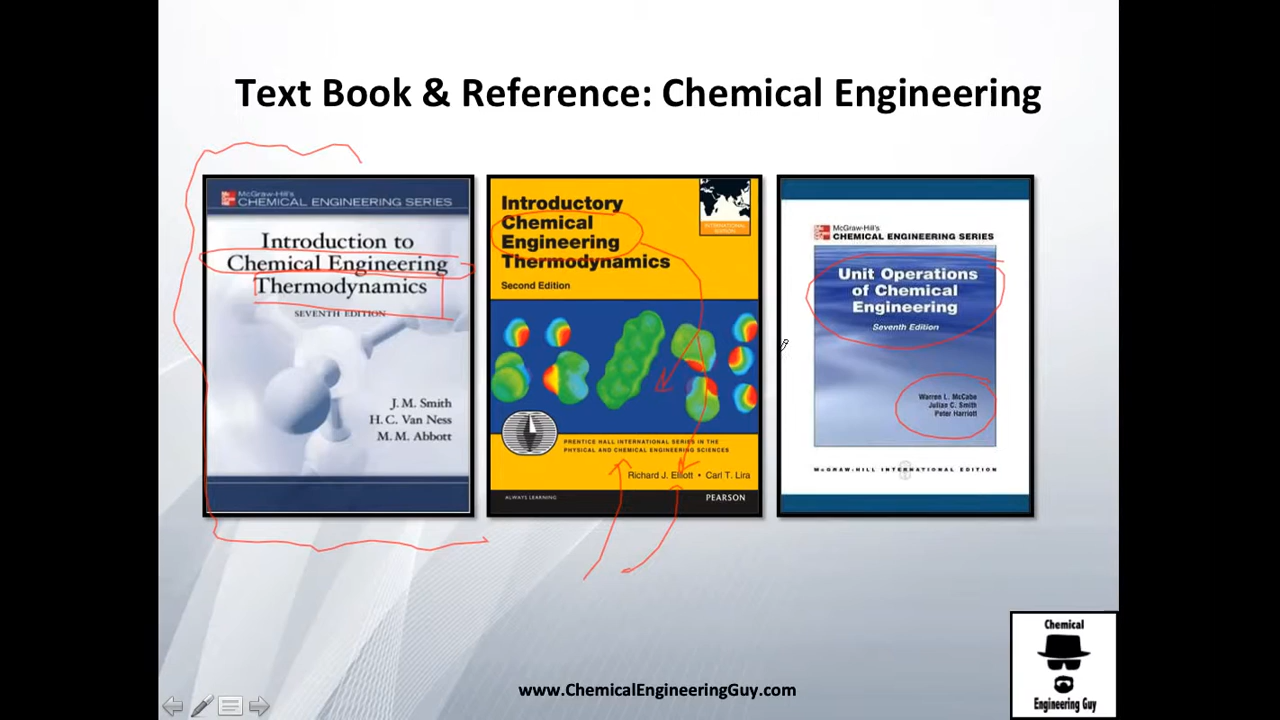 Text Book & Reference: Chemical Engineering
McGraw-Hill's
CHEMICAL ENGINEERING SERIES
Introduction to
Chemical Engineering
Thermodynamics
SEVENTH EDITION
J. M. Smith
H. C. Van Ness
M. M. Abbott
Introductory
Chemical
Engineering
Thermodynamics
Second Edition
INTERNATIONAL
EDITION
PRENTICE HALL INTERNATIONAL SERIES IN THE
PHYSICAL AND CHEMICAL ENGINEERING SCIENCES
Richard J. Elliott • Carl T. Lira
ALWAYS LEARNING
PEARSON
McGraw-Hill's
CHEMICAL ENGINEERING SERIES
Unit Operations
of Chemical
Engineering
Seventh Edition
Warren L. McCabe
Julian C. Smith
Peter Harriott
McGRAW-HILL INTERNATIONAL EDITION
www.ChemicalEngineeringGuy.com
Chemical
Engineering Guy